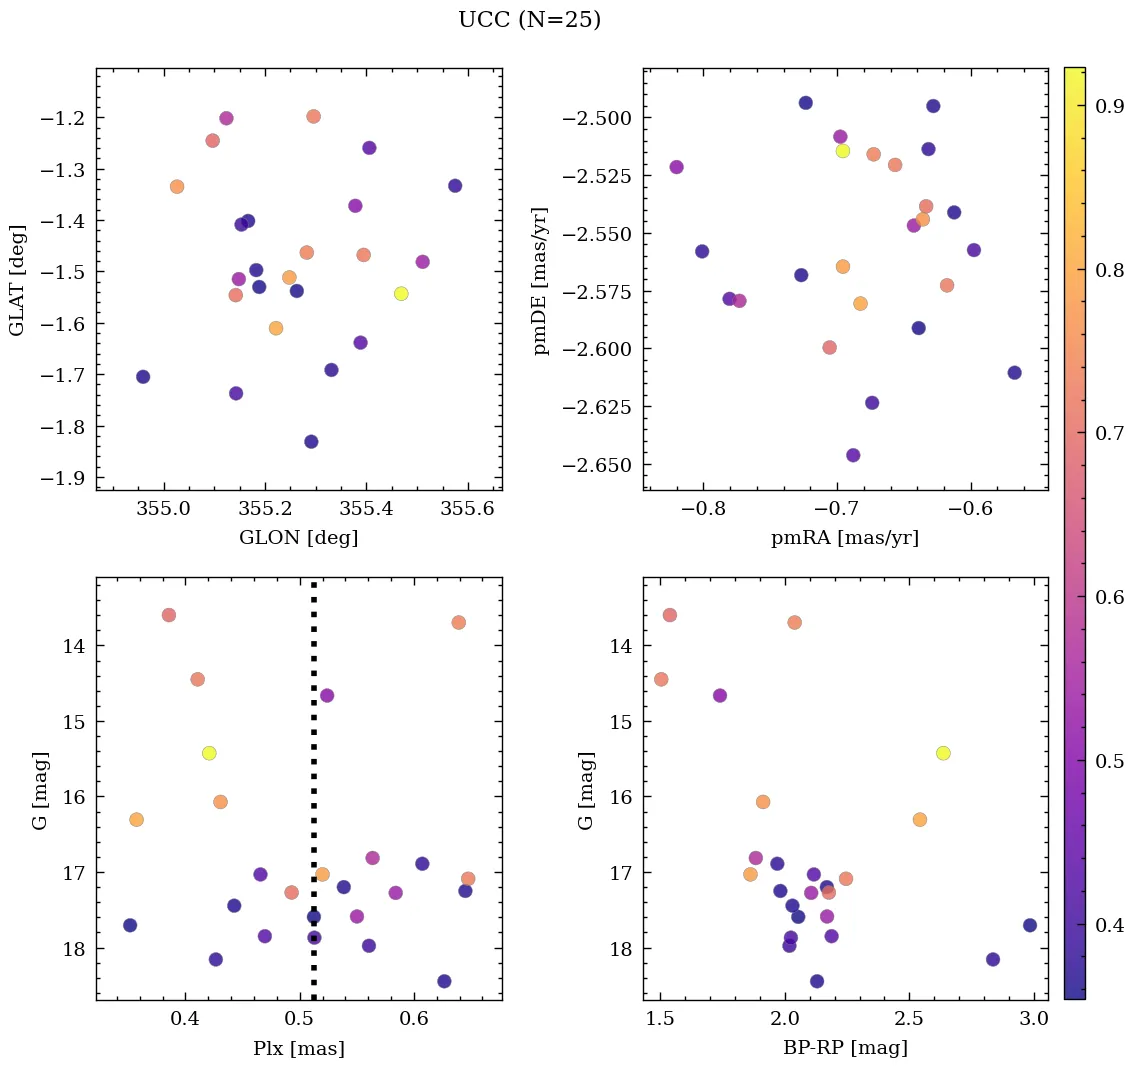 UCC (N=25)
−1.2
−1.3
−1.4
−1.5
−1.6
−1.7
−1.8
−1.9
GLAT [deg]
355.0 355.2 355.4 355.6
GLON [deg]
−2.500
−2.525
−2.550
−2.575
−2.600
−2.625
−2.650
pmDE [mas/yr]
−0.8 −0.7 −0.6
pmRA [mas/yr]
14
15
16
17
18
G [mag]
0.4 0.5 0.6
Plx [mas]
14
15
16
17
18
G [mag]
1.5 2.0 2.5 3.0
BP-RP [mag]
0.9
0.8
0.7
0.6
0.5
0.4